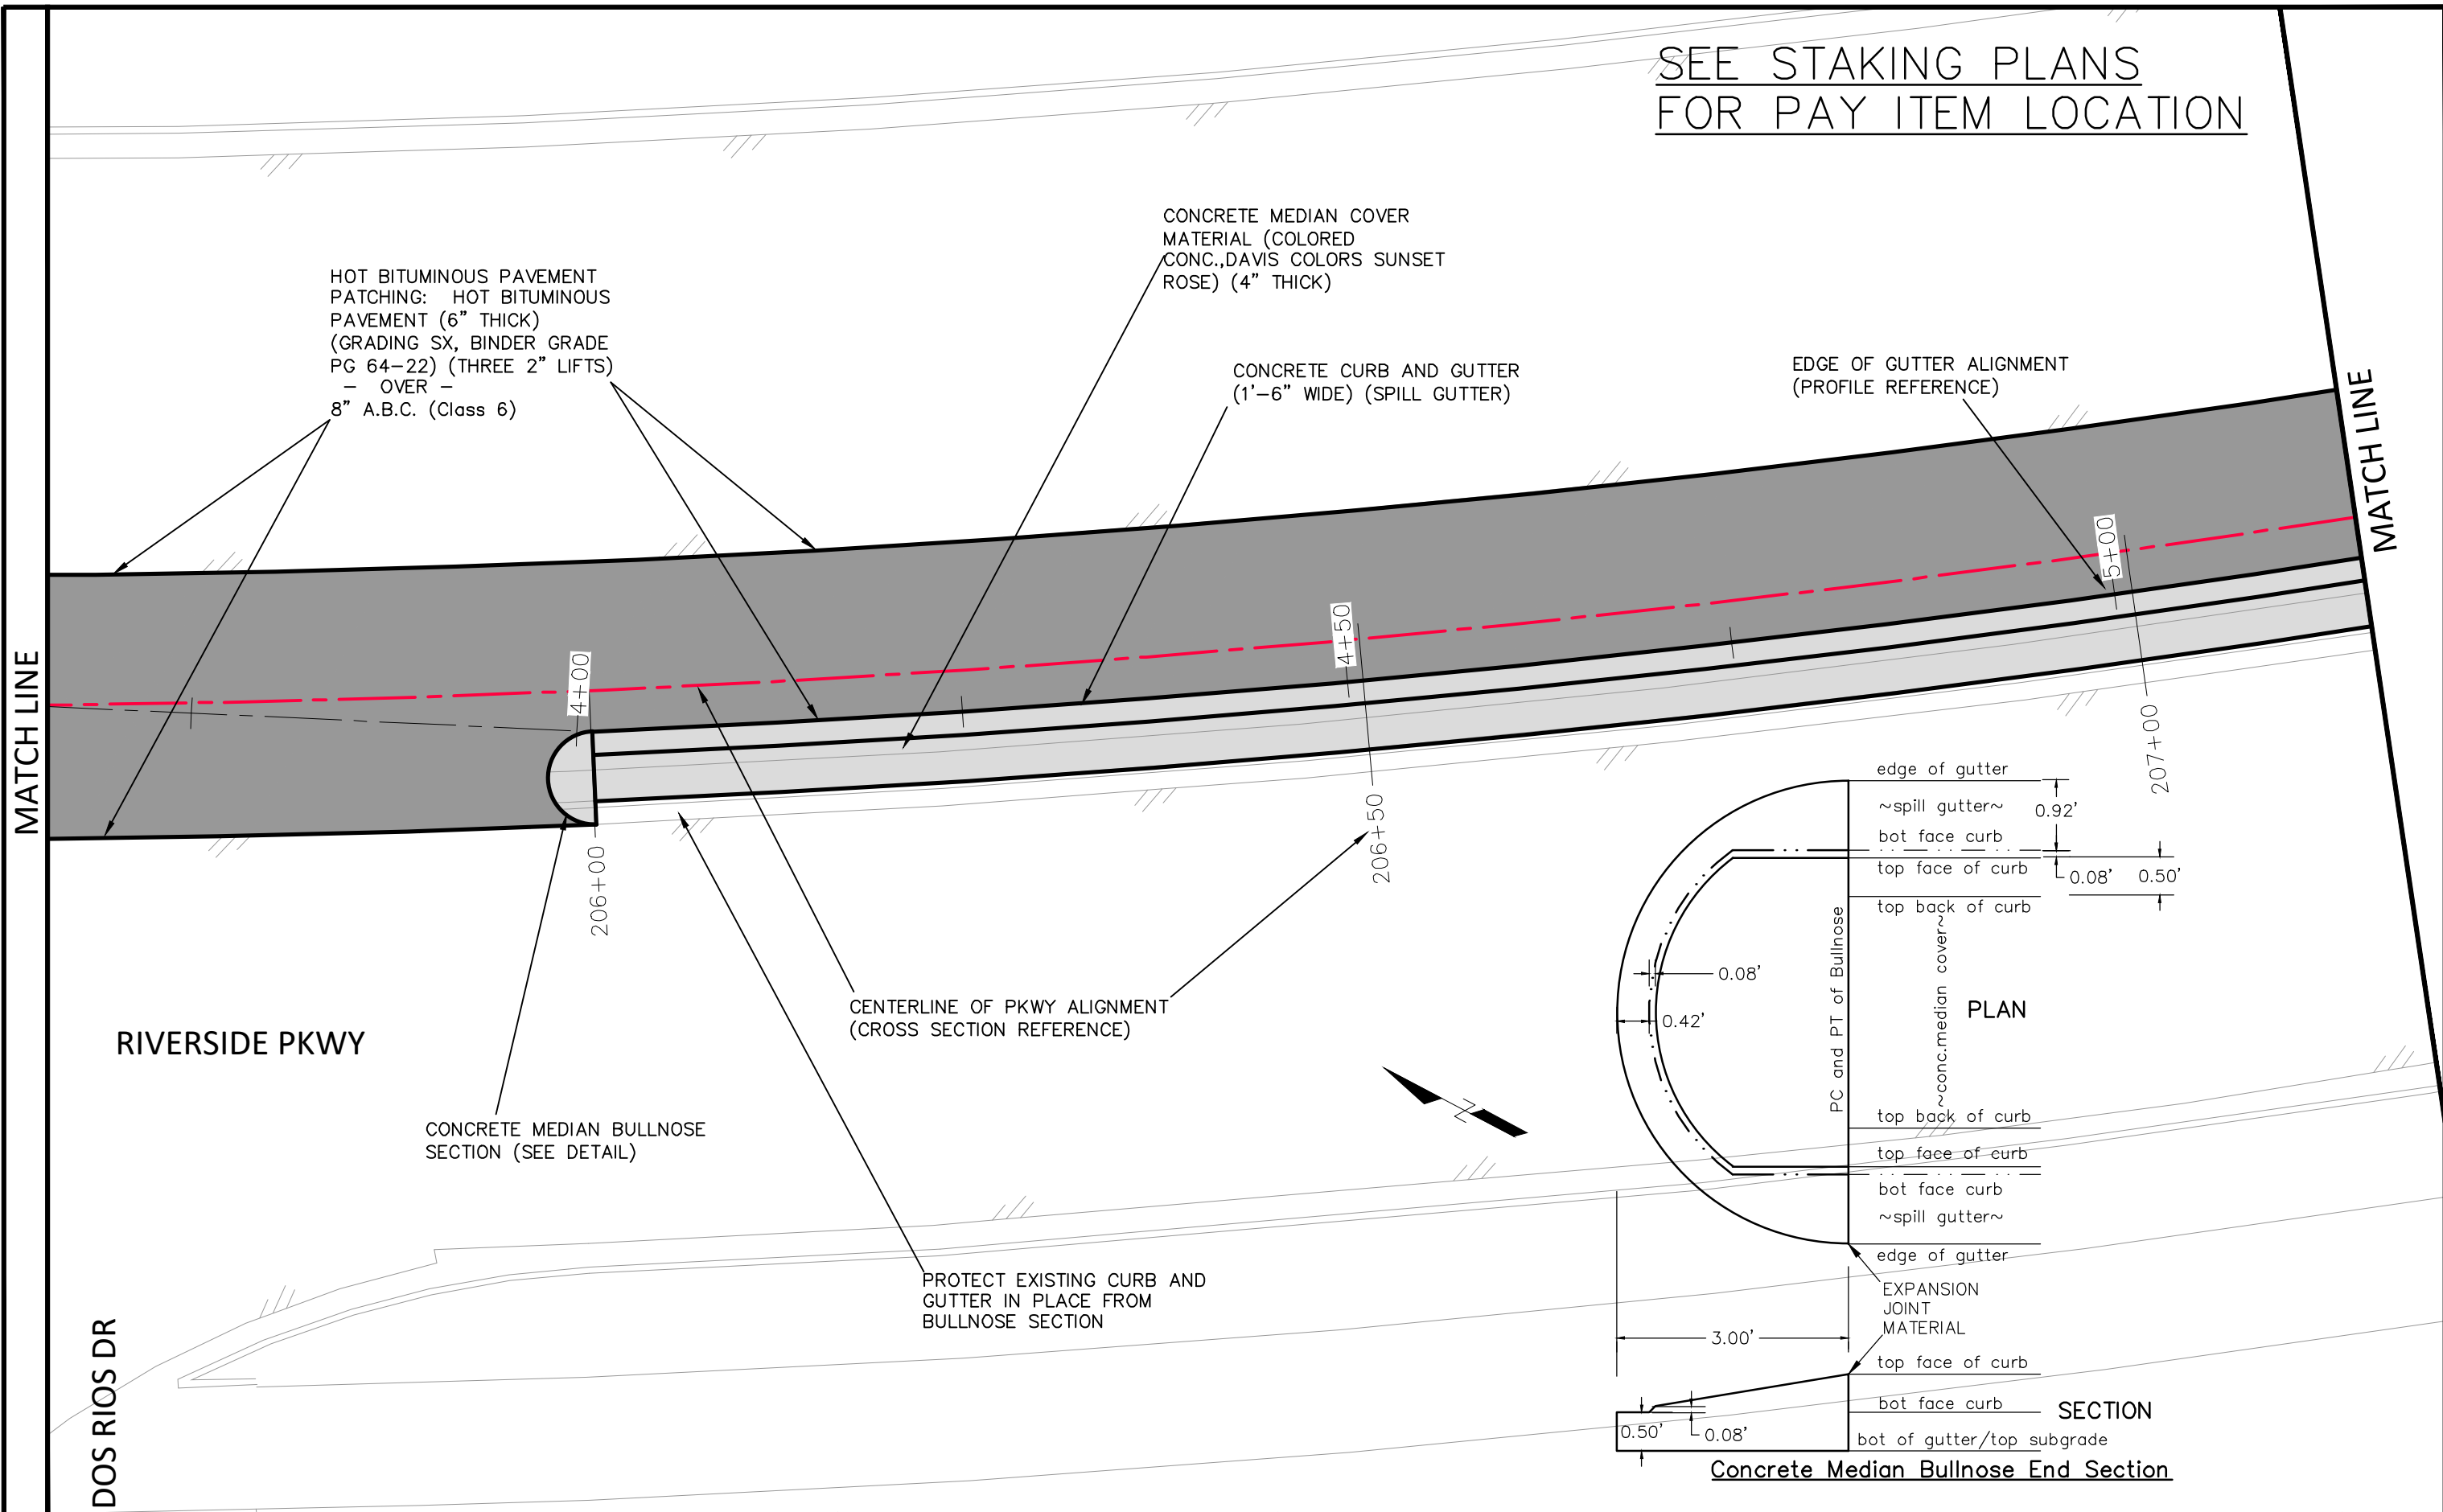 SEE STAKING PLANS
FOR PAY ITEM LOCATION
CONCRETE MEDIAN COVER
MATERIAL (COLORED
CONC.,DAVIS COLORS SUNSET
ROSE) (4" THICK)
HOT BITUMINOUS PAVEMENT
PATCHING: HOT BITUMINOUS
PAVEMENT (6" THICK)
(GRADING SX, BINDER GRADE
PG 64-22) (THREE 2" LIFTS)
- OVER -
8" A.B.C. (Class 6)
CONCRETE CURB AND GUTTER
(1'-6" WIDE) (SPILL GUTTER)
EDGE OF GUTTER ALIGNMENT
(PROFILE REFERENCE)
MATCH LINE
MATCH LINE
4+00
4+50
5+00
206+00
206+50
207+00
RIVERSIDE PKWY
CENTERLINE OF PKWY ALIGNMENT
(CROSS SECTION REFERENCE)
CONCRETE MEDIAN BULLNOSE
SECTION (SEE DETAIL)
PROTECT EXISTING CURB AND
GUTTER IN PLACE FROM
BULLNOSE SECTION
DOS RIOS DR
N
edge of gutter
~spill gutter~
0.92'
bot face curb
top face of curb
0.08'
0.50'
top back of curb
PC and PT of Bullnose
~conc.median cover~
PLAN
0.08'
0.42'
top back of curb
top face of curb
bot face curb
~spill gutter~
edge of gutter
EXPANSION
JOINT
MATERIAL
3.00'
top face of curb
bot face curb
SECTION
0.50'
0.08'
bot of gutter/top subgrade
Concrete Median Bullnose End Section